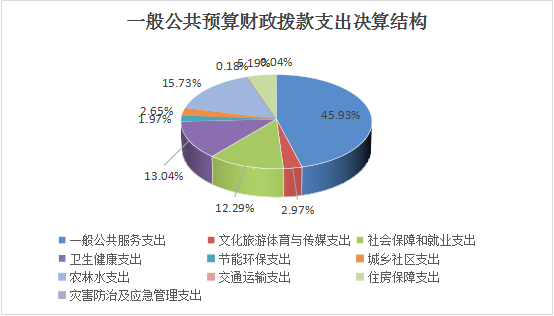 一般公共预算财政拨款支出决算结构
0.18%
5.19%
0.04%
15.73%
45.93%
2.65%
1.97%
13.04%
12.29%
2.97%
一般公共服务支出
文化旅游体育与传媒支出
社会保障和就业支出
卫生健康支出
节能环保支出
城乡社区支出
农林水支出
交通运输支出
住房保障支出
灾害防治及应急管理支出